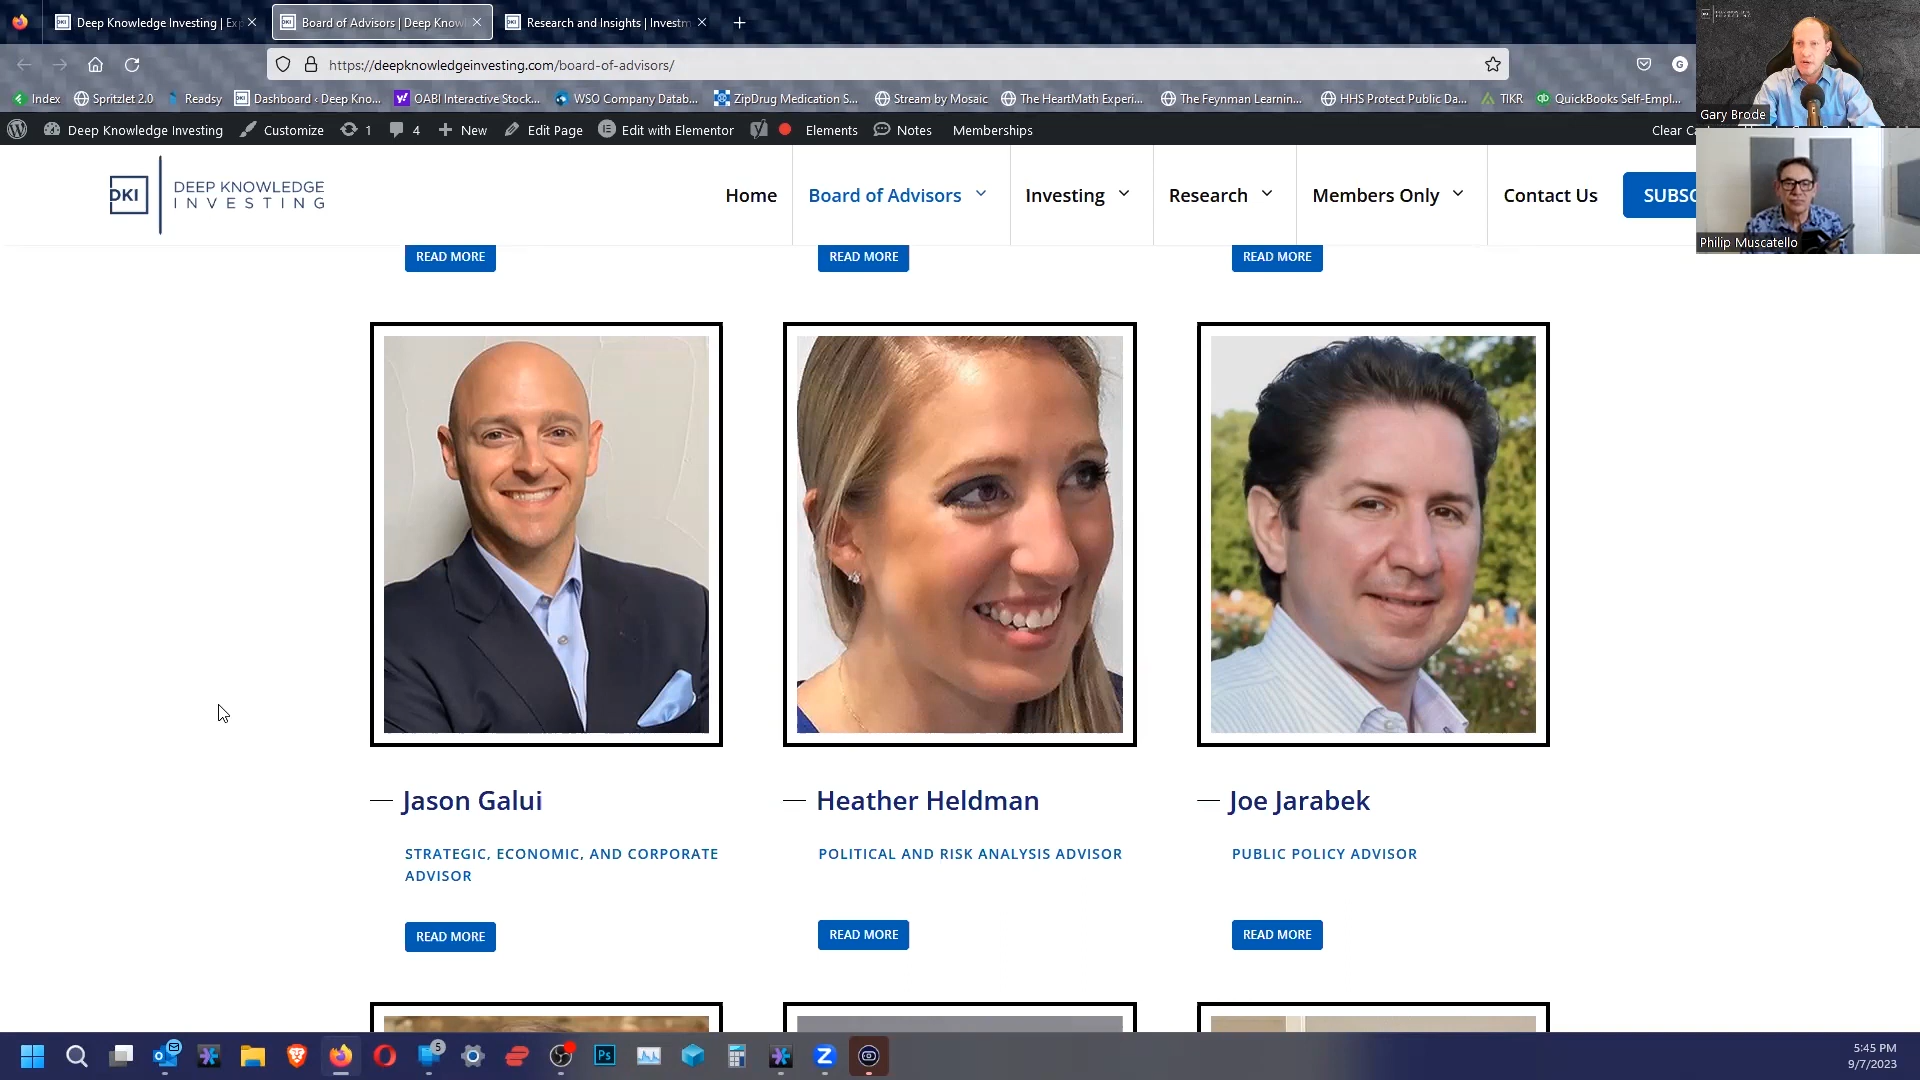 Deep Knowledge Investing | Ex
Board of Advisors | Deep Know
Research and Insights | Investm
https://deepknowledgeinvesting.com/board-of-advisors/
Index
Spritzlet 2.0
Readsy
Dashboard ‹ Deep Kno...
OABI Interactive Stock...
WSO Company Datab...
ZipDrug Medication S...
Stream by Mosaic
The HeartMath Experi...
The Feynman Learnin...
HHS Protect Public Da...
TIKR
QuickBooks Self-Empl...
Gary Brode
Deep Knowledge Investing
Customize
1
4
New
Edit Page
Edit with Elementor
Elements
Notes
Memberships
Clear Ca
DKI
DEEP KNOWLEDGE
INVESTING
Home
Board of Advisors
Investing
Research
Members Only
Contact Us
SUBSC
Philip Muscatello
READ MORE
READ MORE
READ MORE
Jason Galui
Heather Heldman
Joe Jarabek
STRATEGIC, ECONOMIC, AND CORPORATE
ADVISOR
POLITICAL AND RISK ANALYSIS ADVISOR
PUBLIC POLICY ADVISOR
READ MORE
READ MORE
READ MORE
5
Ps
5:45 PM
9/7/2023